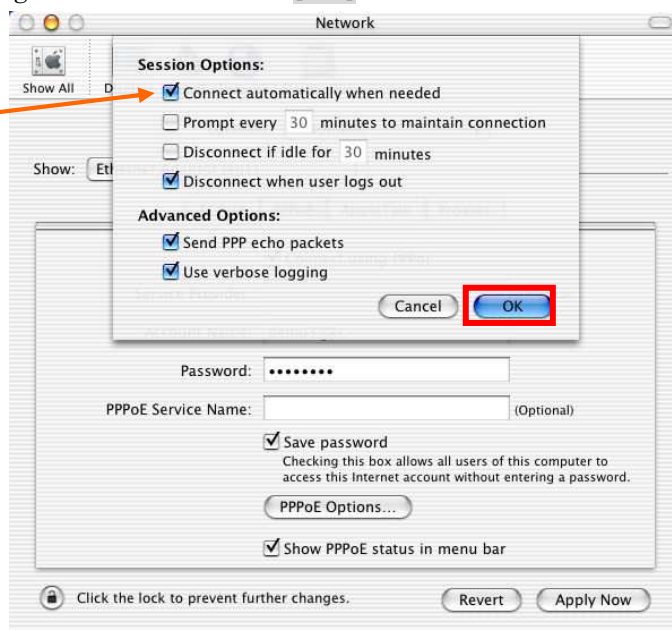 Network
Show All
D
Session Options:
Connect automatically when needed
Prompt every 30 minutes to maintain connection
Disconnect if idle for 30 minutes
Show: Eth
Disconnect when user logs out
Advanced Options:
Send PPP echo packets
Use verbose logging
Cancel OK
Password: ••••••••
PPPoE Service Name: (Optional)
Save password
Checking this box allows all users of this computer to
access this Internet account without entering a password.
PPPoE Options...
Show PPPoE status in menu bar
Click the lock to prevent further changes. Revert Apply Now